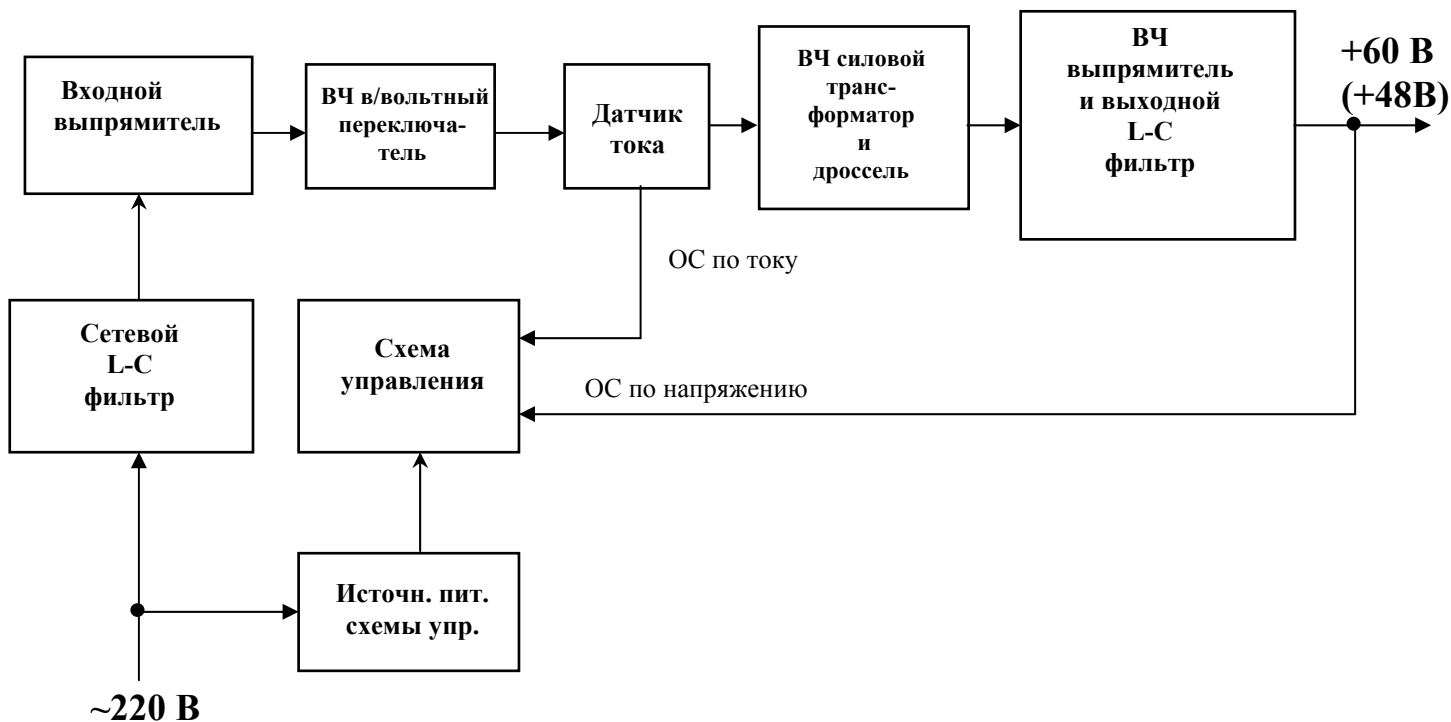 Входной
выпрямитель
ВЧ в/вольтный
переключа-
тель
Датчик
тока
ВЧ силовой
транс-
форматор
и
дроссель
ВЧ
выпрямитель
и выходной
L-C
фильтр
+60 В
(+48В)
ОС по току
Сетевой
L-C
фильтр
Схема
управления
ОС по напряжению
Источн. пит.
схемы упр.
~220 В